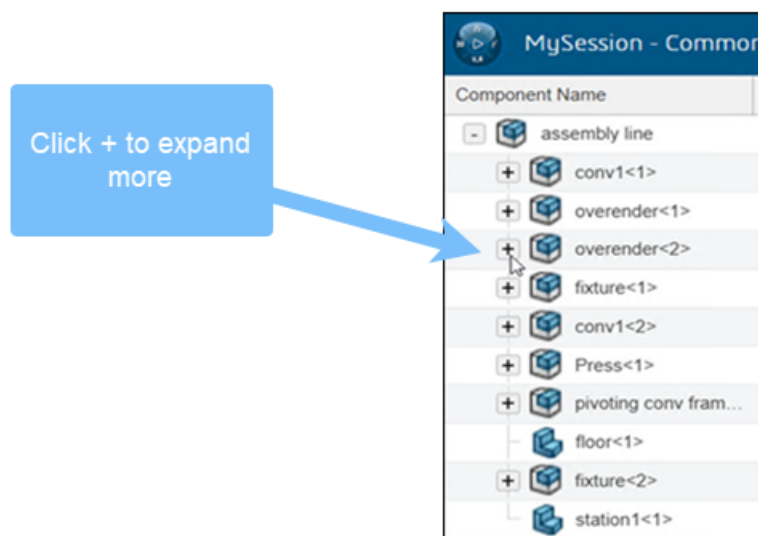 MySession - Common
Component Name
Click + to expand
more
assembly line
conv1<1>
overender<1>
overender<2>
fixture<1>
conv1<2>
Press<1>
pivoting conv fram...
floor<1>
fixture<2>
station1<1>